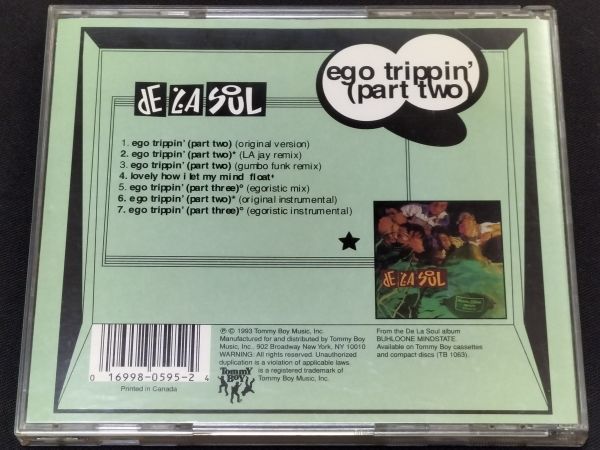 ego trippin'
(part two)
DE LA SOUL
1. ego trippin' (part two) (original version)
2. ego trippin' (part two)* (LA jay remix)
3. ego trippin' (part two) (gumbo funk remix)
4. lovely how i let my mind float+
5. ego trippin' (part three)° (egoristic mix)
6. ego trippin' (part two)* (original instrumental)
7. ego trippin' (part three)° (egoristic instrumental)
DE LA SOUL
℗ © 1993 Tommy Boy Music, Inc.
Manufactured for and distributed by Tommy Boy
Music, Inc. 902 Broadway New York, NY 10010
WARNING: All rights reserved. Unauthorized
duplication is a violation of applicable laws.
Tommy Boy
is a registered trademark of
Tommy Boy Music, Inc.
From the De La Soul album
BUHLOONE MINDSTATE.
Available on Tommy Boy cassettes
and compact discs (TB 1063).
0 16998-0595-2 4
Printed in Canada